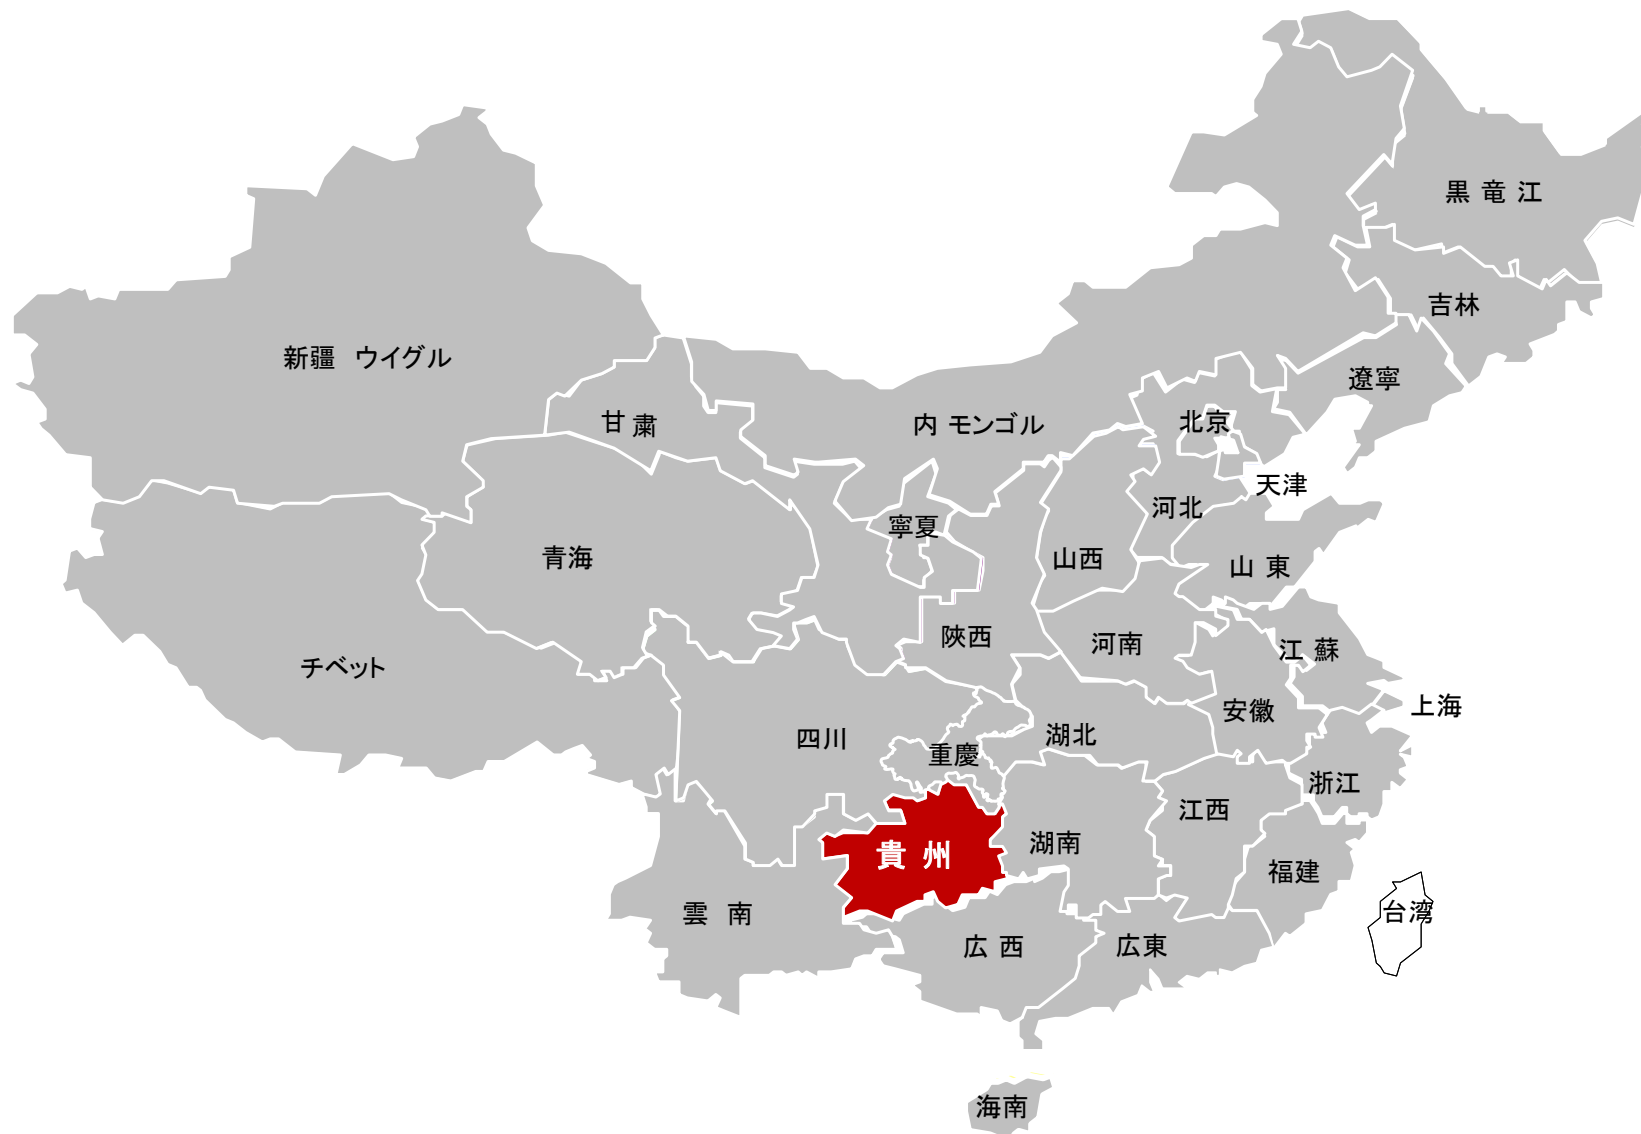 黒 竜 江
吉林
新疆 ウイグル
遼寧
甘 粛
内 モンゴル
北京
天津
河北
寧夏
青海
山西
山 東
陝西
河南
江 蘇
チベット
安徽
上海
四川
重慶
湖北
浙江
江西
湖南
貴 州
福建
雲 南
台湾
広 西
広東
海南